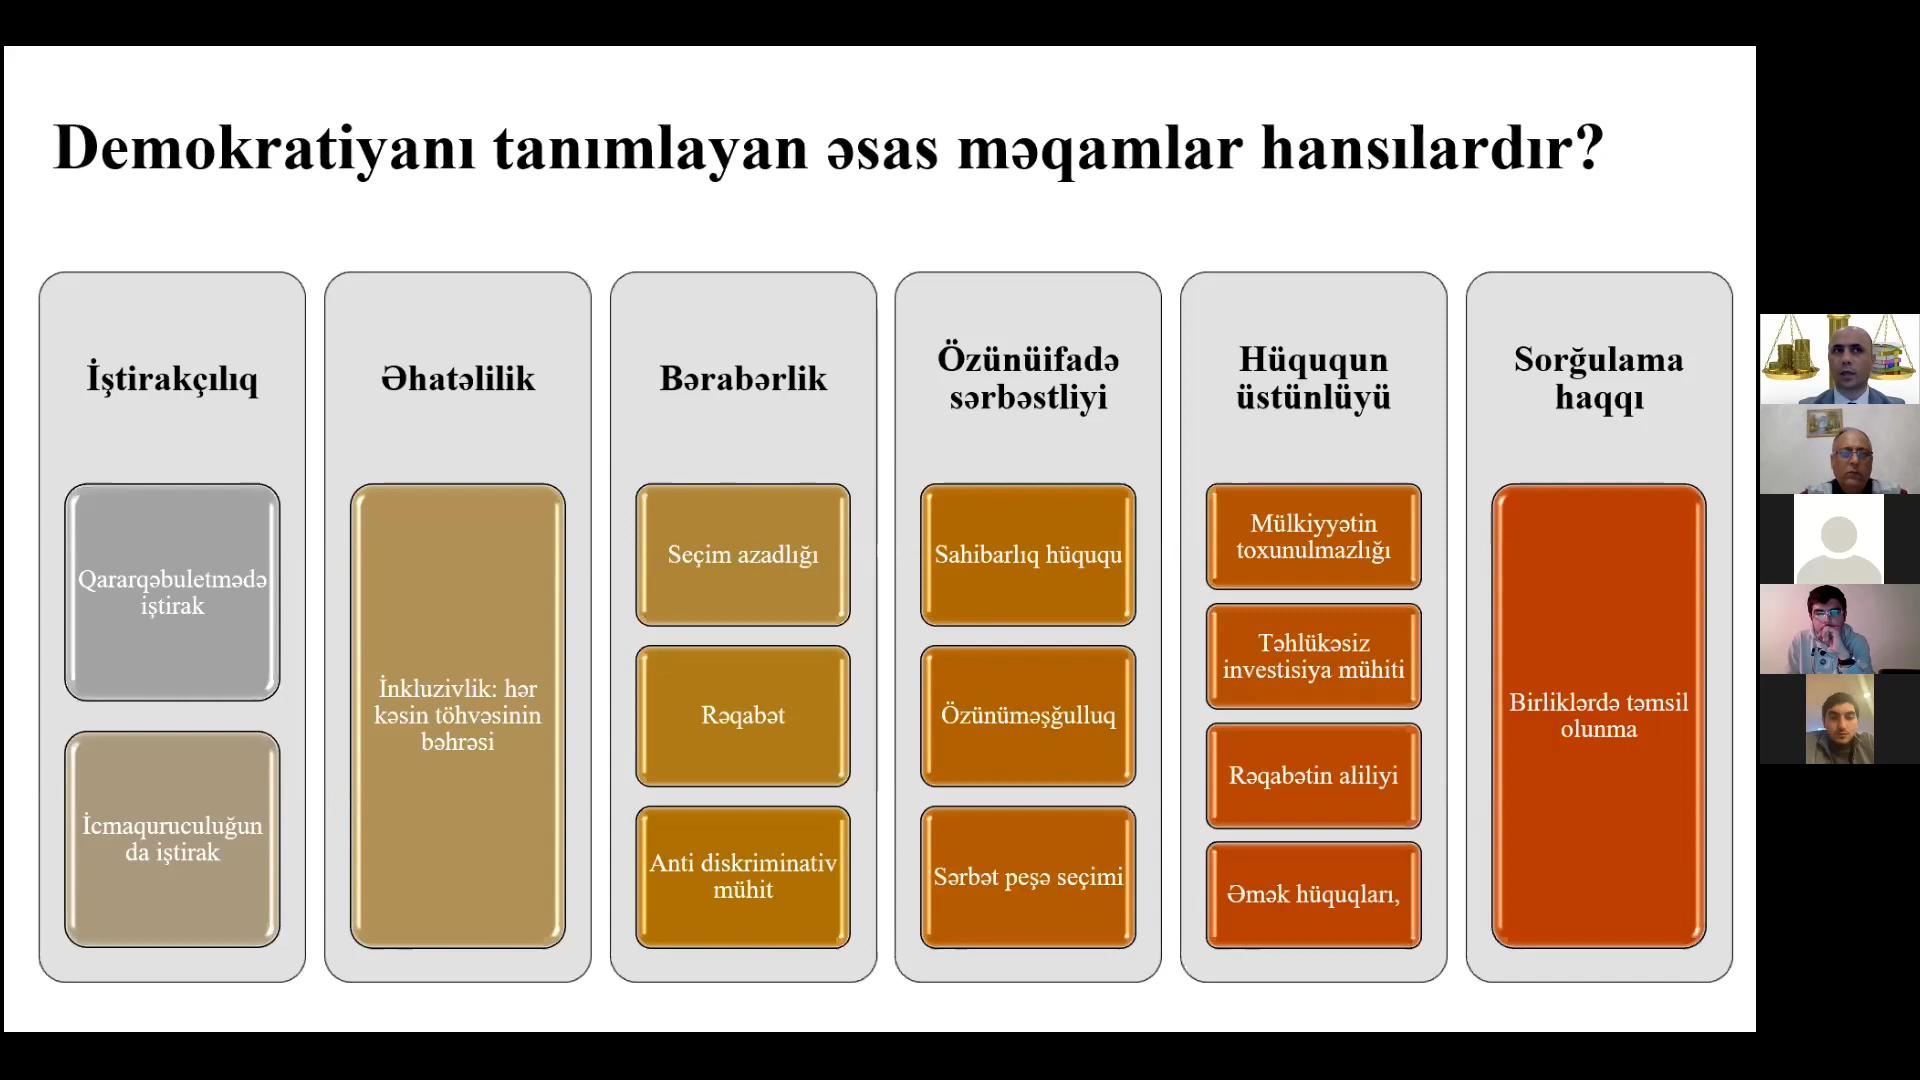 Demokratiyanı tanımlayan əsas məqamlar hansılardır?
İştirakçılıq
Qararqəbuletmədə
iştirak
İcmaquruculuğun
da iştirak
Əhatəlilik
İnkluzivlik: hər
kəsin töhvəsinin
bəhrəsi
Bərabərlik
Seçim azadlığı
Rəqabət
Anti diskriminativ
mühit
Özünüifadə
sərbəstliyi
Sahibarlıq hüququ
Özünüməşğulluq
Sərbət peşə seçimi
Hüququn
üstünlüyü
Mülkiyyətin
toxunulmazlığı
Təhlükəsiz
investisiya mühiti
Rəqabətin aliliyi
Əmək hüquqları,
Sorğulama
haqqı
Birliklərdə təmsil
olunma